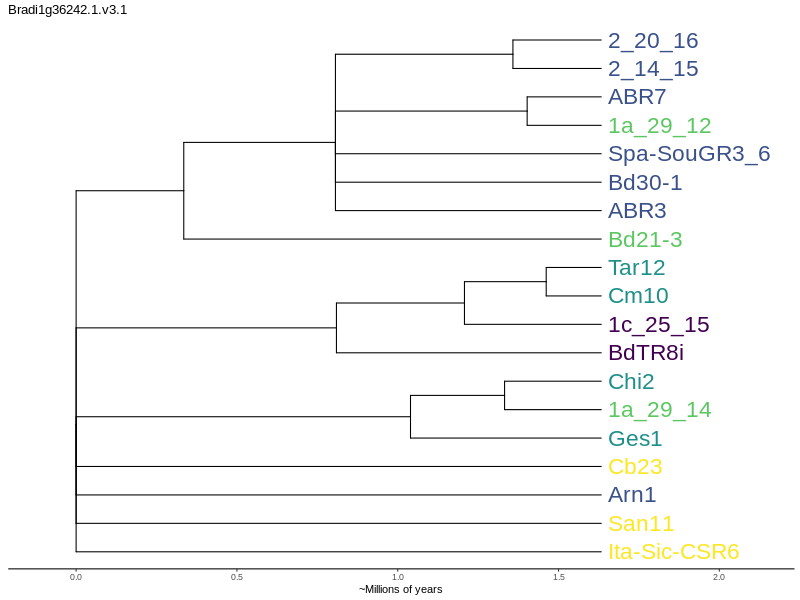 Bradi1g36242.1.v3.1
2_20_16
2_14_15
ABR7
1a_29_12
Spa-SouGR3_6
Bd30-1
ABR3
Bd21-3
Tar12
Cm10
1c_25_15
BdTR8i
Chi2
1a_29_14
Ges1
Cb23
Arn1
San11
Ita-Sic-CSR6
0.0 0.5 1.0 1.5 2.0
~Millions of years